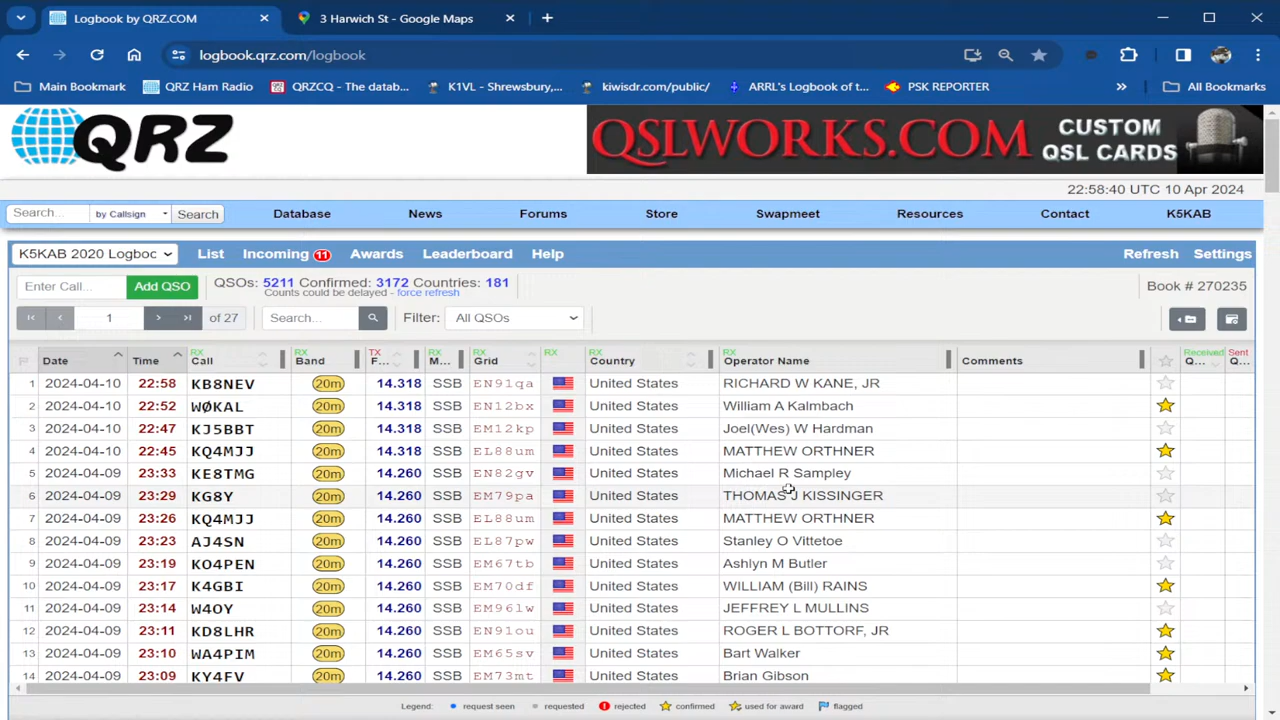 Logbook by QRZ.COM
3 Harwich St - Google Maps
logbook.qrz.com/logbook
Main Bookmark
QRZ Ham Radio
QRZCQ - The datab...
K1VL - Shrewsbury,...
kiwisdr.com/public/
ARRL's Logbook of t...
PSK REPORTER
All Bookmarks
QRZ
QSLWORKS.COM
CUSTOM
QSL CARDS
22:58:40 UTC 10 Apr 2024
Search... by Callsign Search Database News Forums Store Swapmeet Resources Contact K5KAB
K5KAB 2020 Logboc List Incoming 11 Awards Leaderboard Help Refresh Settings
Enter Call... Add QSO QSOs: 5211 Confirmed: 3172 Countries: 181 Book # 270235
Counts could be delayed - force refresh
1 of 27 Search... Filter: All QSOs
Date Time RX Call RX Band TX F... RX M... RX Grid RX RX Country RX Operator Name Comments Received Q... Sent Q...
1 2024-04-10 22:58 KB8NEV 20m 14.318 SSB EN91qa United States RICHARD W KANE, JR
2 2024-04-10 22:52 WØKAL 20m 14.318 SSB EN12bx United States William A Kalmbach
3 2024-04-10 22:47 KJ5BBT 20m 14.318 SSB EM12kp United States Joel(Wes) W Hardman
4 2024-04-10 22:45 KQ4MJJ 20m 14.318 SSB EL88um United States MATTHEW ORTHNER
5 2024-04-09 23:33 KE8TMG 20m 14.260 SSB EN82gv United States Michael R Sampley
6 2024-04-09 23:29 KG8Y 20m 14.260 SSB EM79pa United States THOMAS J KISSINGER
7 2024-04-09 23:26 KQ4MJJ 20m 14.260 SSB EL88um United States MATTHEW ORTHNER
8 2024-04-09 23:23 AJ4SN 20m 14.260 SSB EL87pw United States Stanley O Vittetoe
9 2024-04-09 23:19 KO4PEN 20m 14.260 SSB EM67tb United States Ashlyn M Butler
10 2024-04-09 23:17 K4GBI 20m 14.260 SSB EM70df United States WILLIAM (Bill) RAINS
11 2024-04-09 23:14 W4OY 20m 14.260 SSB EM96lw United States JEFFREY L MULLINS
12 2024-04-09 23:11 KD8LHR 20m 14.260 SSB EN91ou United States ROGER L BOTTORF, JR
13 2024-04-09 23:10 WA4PIM 20m 14.260 SSB EM65sv United States Bart Walker
14 2024-04-09 23:09 KY4FV 20m 14.260 SSB EM73mt United States Brian Gibson
Legend: request seen requested rejected confirmed used for award flagged